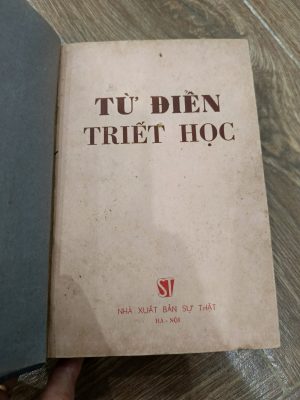 TỪ ĐIỂN
TRIẾT HỌC
ST
NHÀ XUẤT BẢN SỰ THẬT
HÀ - NỘI